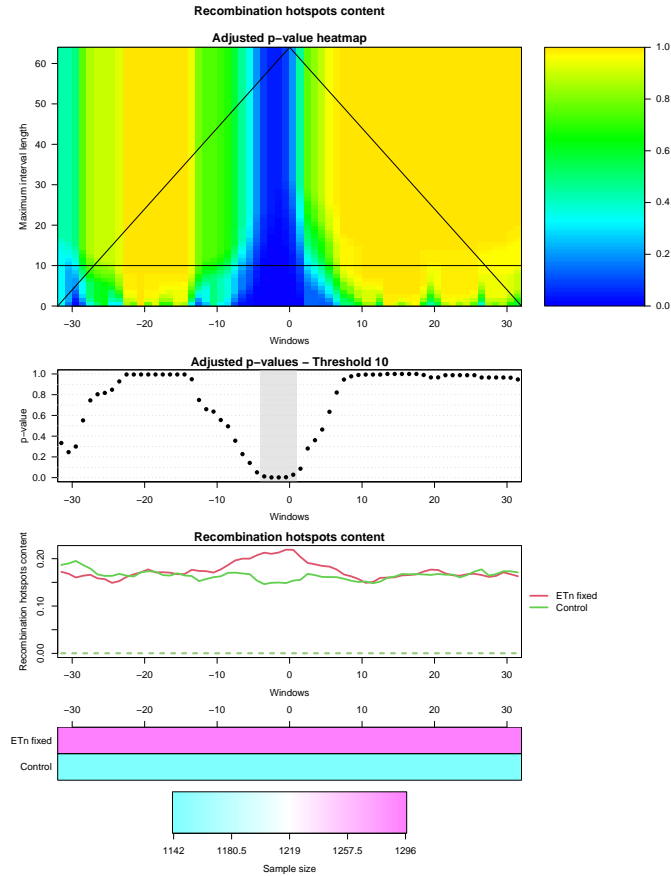 Recombination hotspots content
Adjusted p-value heatmap
Maximum interval length
60
50
40
30
20
10
0
−30 −20 −10 0 10 20 30
Windows
1.0
0.8
0.6
0.4
0.2
0.0
Adjusted p-values − Threshold 10
p-value
1.0
0.8
0.6
0.4
0.2
0.0
−30 −20 −10 0 10 20 30
Windows
Recombination hotspots content
Recombination hotspots content
0.20
0.10
0.00
−30 −20 −10 0 10 20 30
Windows
ETn fixed
Control
−30 −20 −10 0 10 20 30
ETn fixed
Control
1142 1180.5 1219 1257.5 1296
Sample size